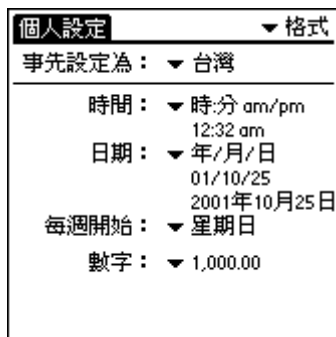 個人設定 格式
事先設定為： 台灣
時間： 時:分 am/pm
12:32 am
日期： 年/月/日
01/10/25
2001年10月25日
每週開始： 星期日
數字： 1,000.00